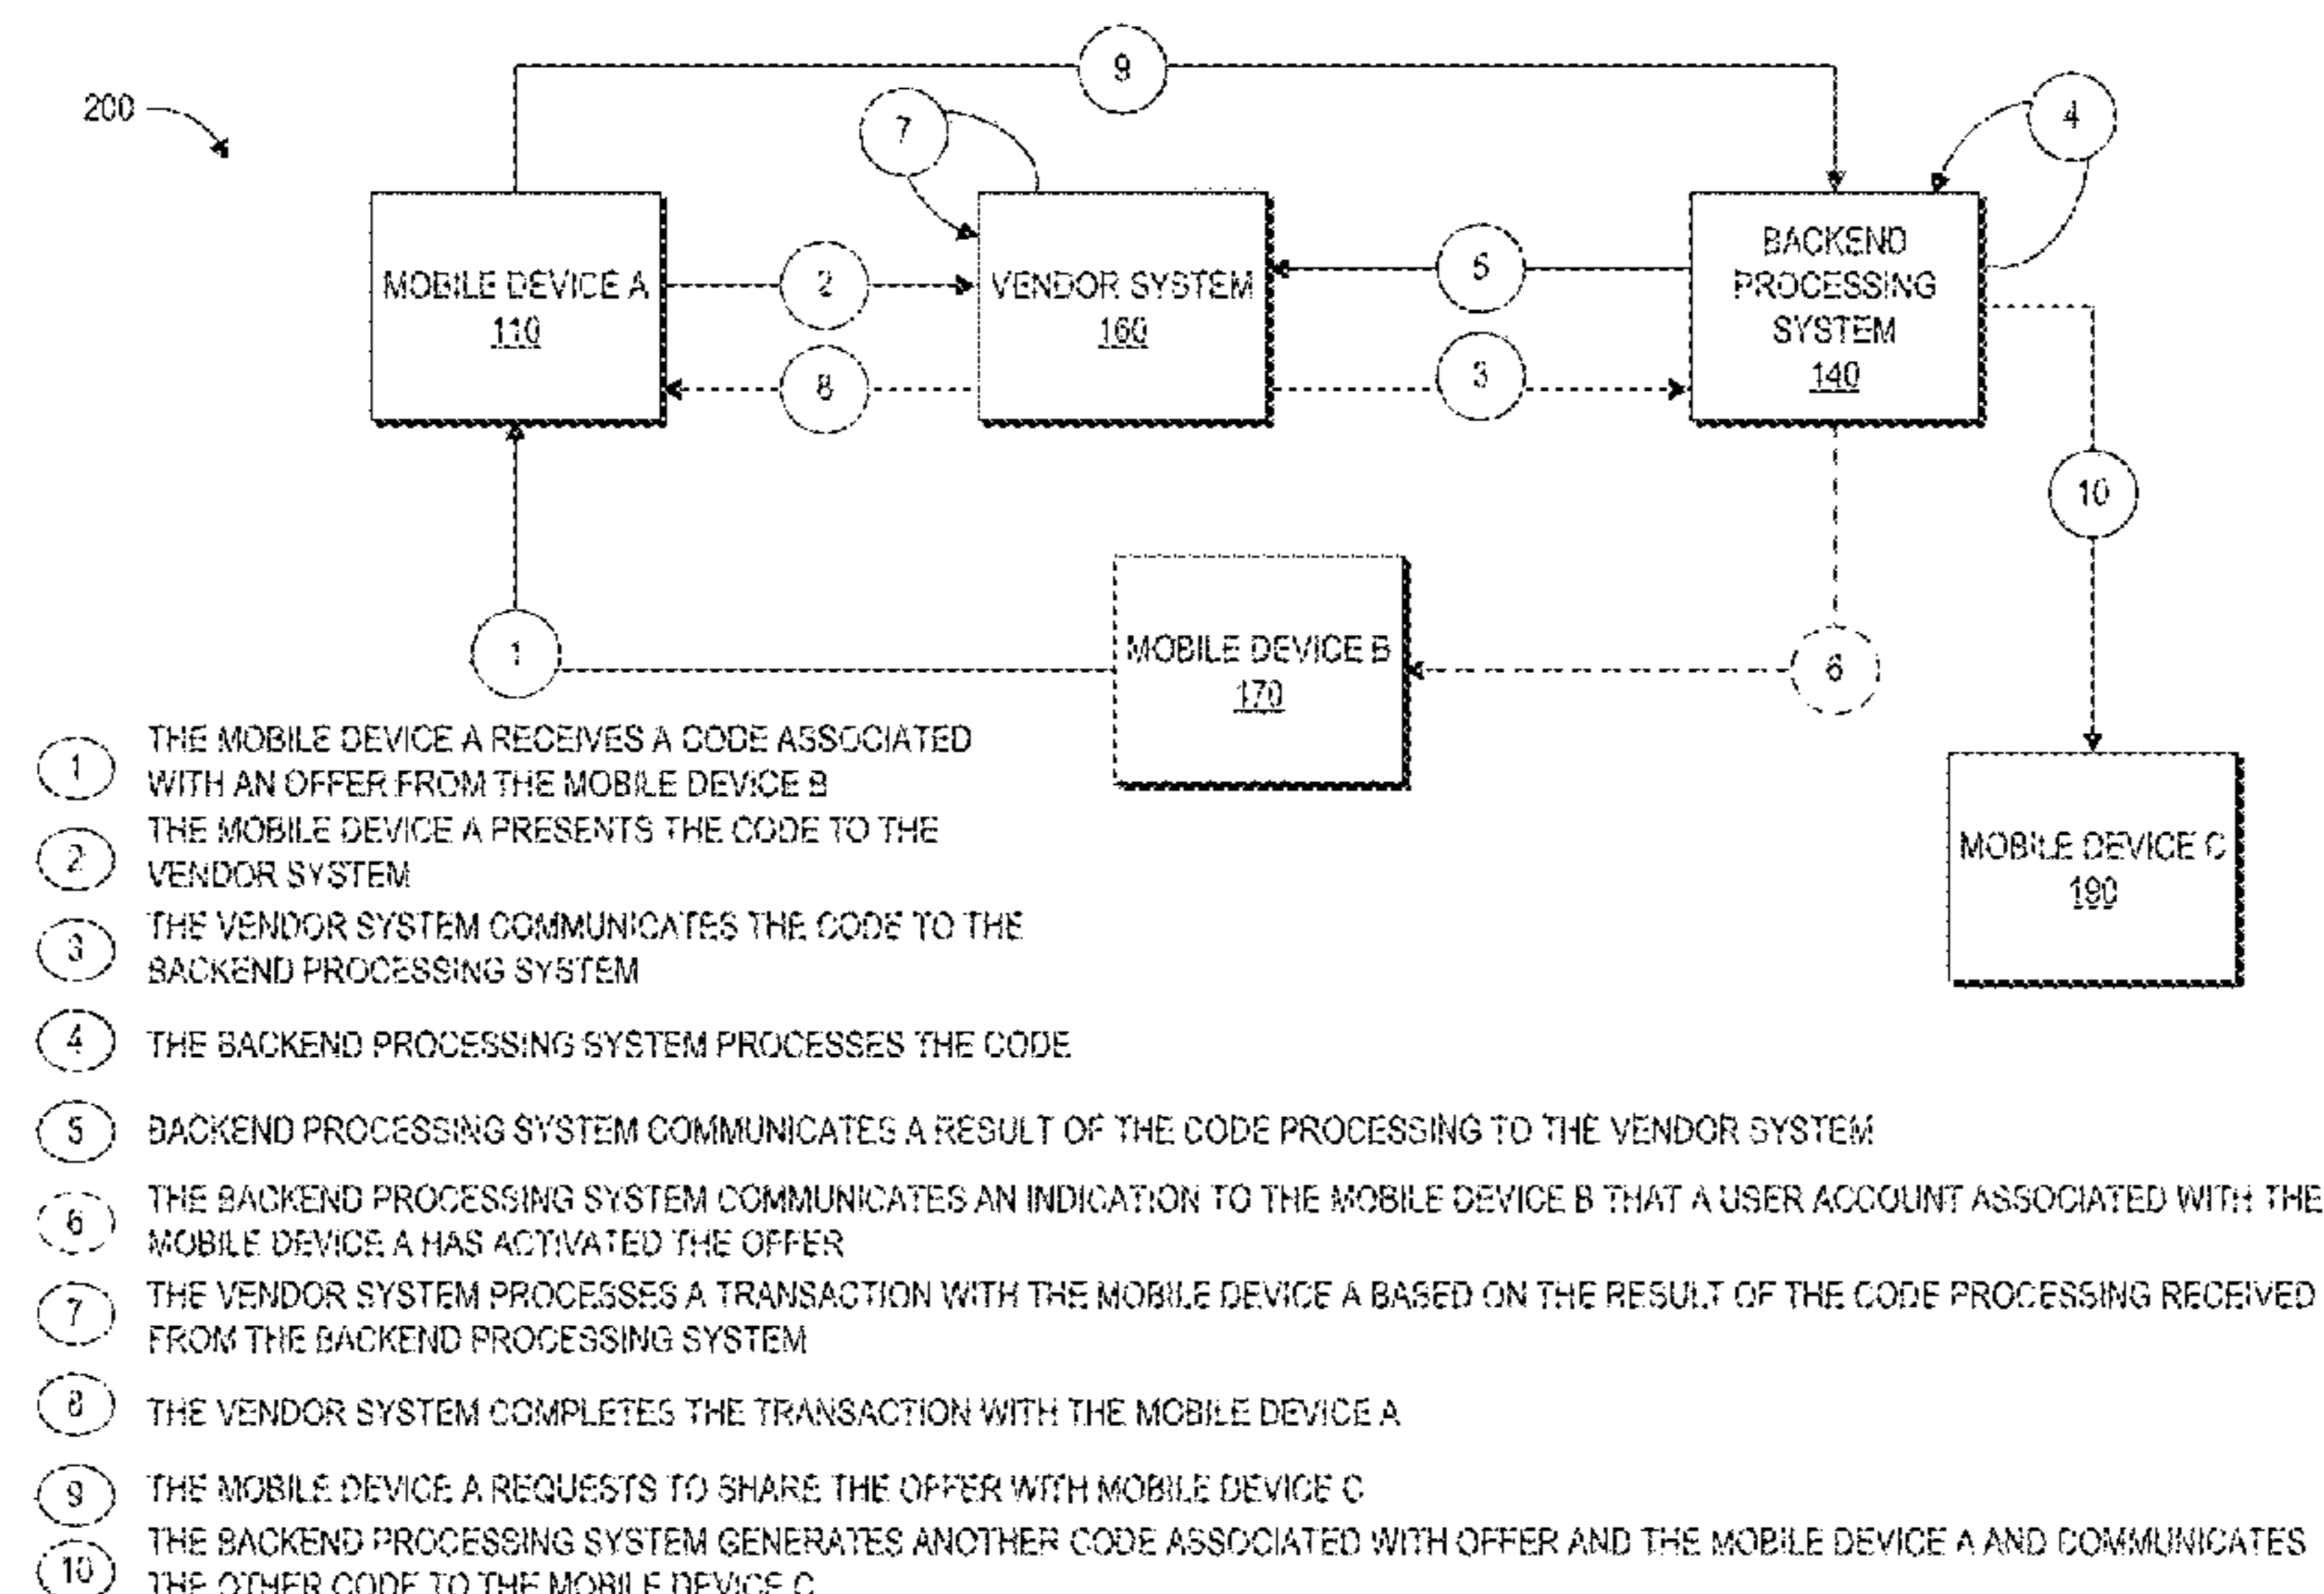 9
200
4
7
MOBILE DEVICE A
110
2
8
VENDOR SYSTEM
160
5
3
BACKEND
PROCESSING
SYSTEM
140
10
1
MOBILE DEVICE B
170
6
MOBILE DEVICE C
190
1 THE MOBILE DEVICE A RECEIVES A CODE ASSOCIATED
WITH AN OFFER FROM THE MOBILE DEVICE B
2 THE MOBILE DEVICE A PRESENTS THE CODE TO THE
VENDOR SYSTEM
3 THE VENDOR SYSTEM COMMUNICATES THE CODE TO THE
BACKEND PROCESSING SYSTEM
4 THE BACKEND PROCESSING SYSTEM PROCESSES THE CODE
5 BACKEND PROCESSING SYSTEM COMMUNICATES A RESULT OF THE CODE PROCESSING TO THE VENDOR SYSTEM
6 THE BACKEND PROCESSING SYSTEM COMMUNICATES AN INDICATION TO THE MOBILE DEVICE B THAT A USER ACCOUNT ASSOCIATED WITH THE
MOBILE DEVICE A HAS ACTIVATED THE OFFER
7 THE VENDOR SYSTEM PROCESSES A TRANSACTION WITH THE MOBILE DEVICE A BASED ON THE RESULT OF THE CODE PROCESSING RECEIVED
FROM THE BACKEND PROCESSING SYSTEM
8 THE VENDOR SYSTEM COMPLETES THE TRANSACTION WITH THE MOBILE DEVICE A
9 THE MOBILE DEVICE A REQUESTS TO SHARE THE OFFER WITH MOBILE DEVICE C
10 THE BACKEND PROCESSING SYSTEM GENERATES ANOTHER CODE ASSOCIATED WITH OFFER AND THE MOBILE DEVICE A AND COMMUNICATES
THE OTHER CODE TO THE MOBILE DEVICE C